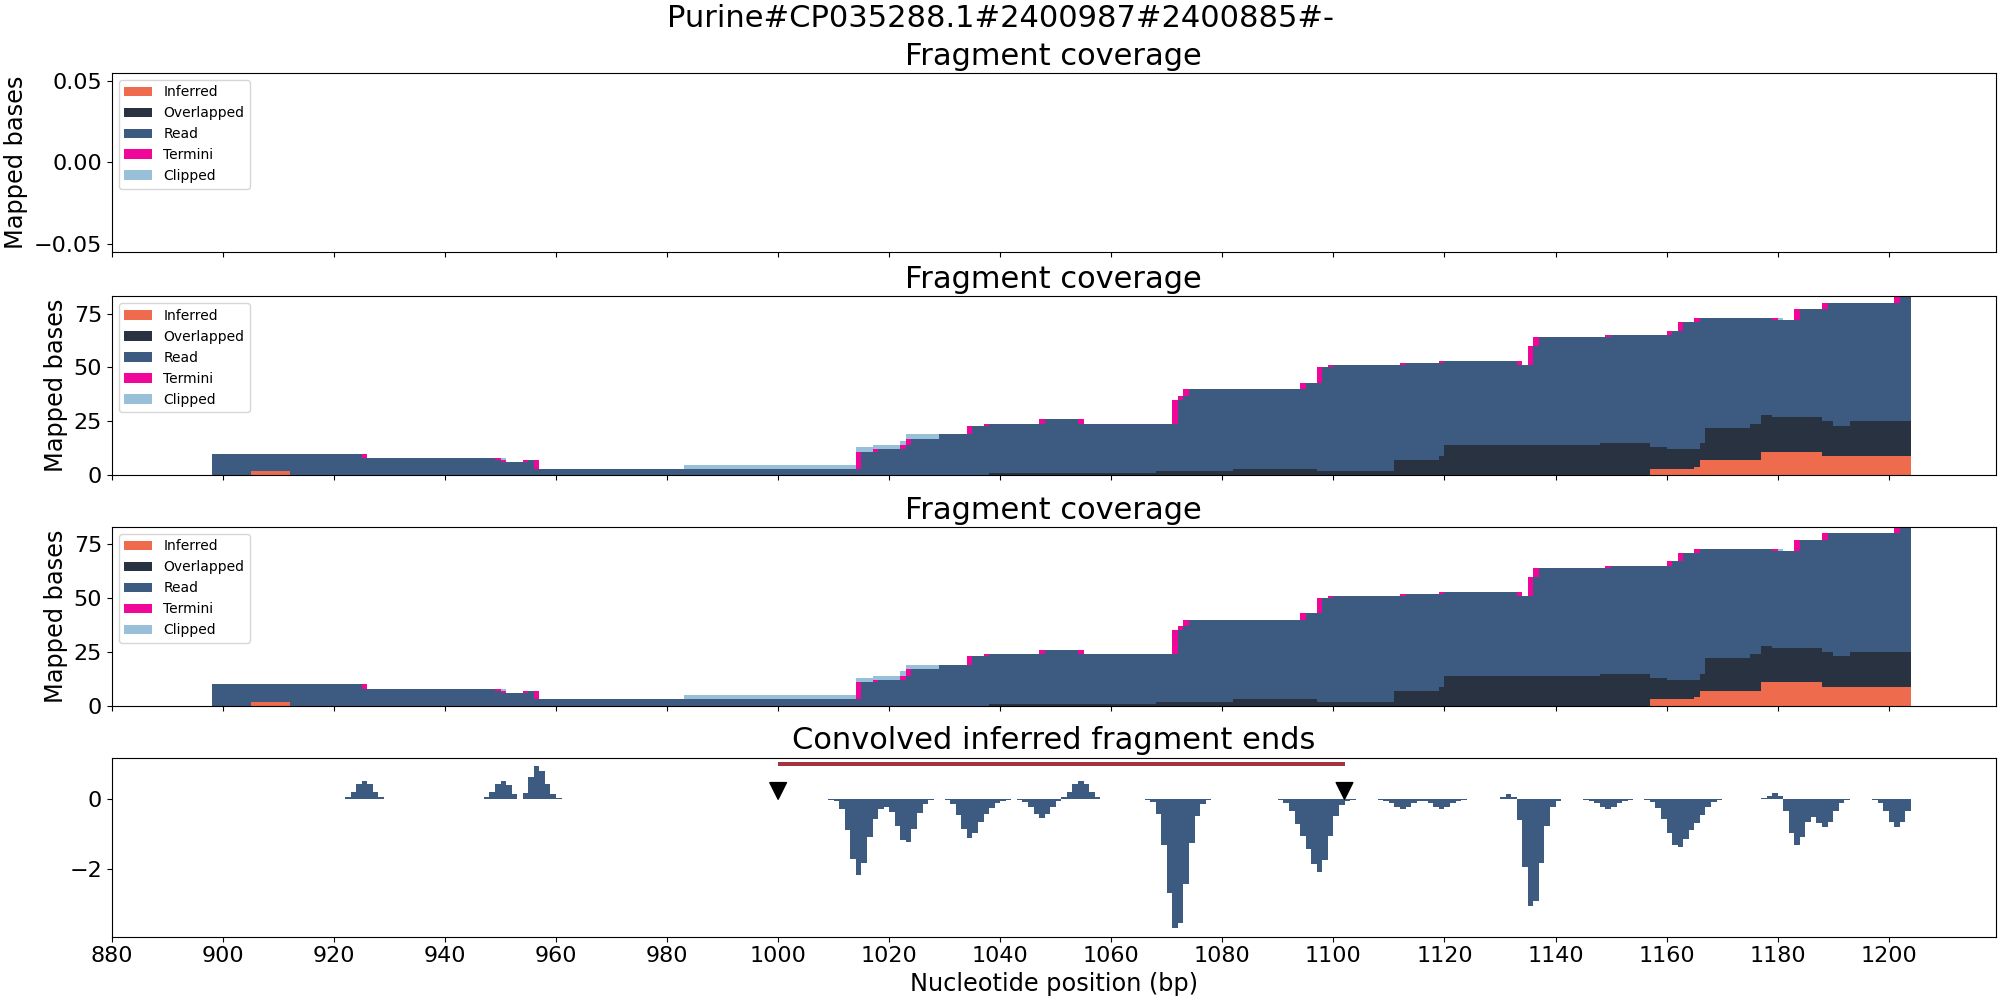 Purine#CP035288.1#2400987#2400885#-
Fragment coverage
Mapped bases
0.05
0.00
−0.05
Inferred
Overlapped
Read
Termini
Clipped
Fragment coverage
Mapped bases
75
50
25
0
Inferred
Overlapped
Read
Termini
Clipped
Fragment coverage
Mapped bases
75
50
25
0
Inferred
Overlapped
Read
Termini
Clipped
Convolved inferred fragment ends
0
−2
880 900 920 940 960 980 1000 1020 1040 1060 1080 1100 1120 1140 1160 1180 1200
Nucleotide position (bp)